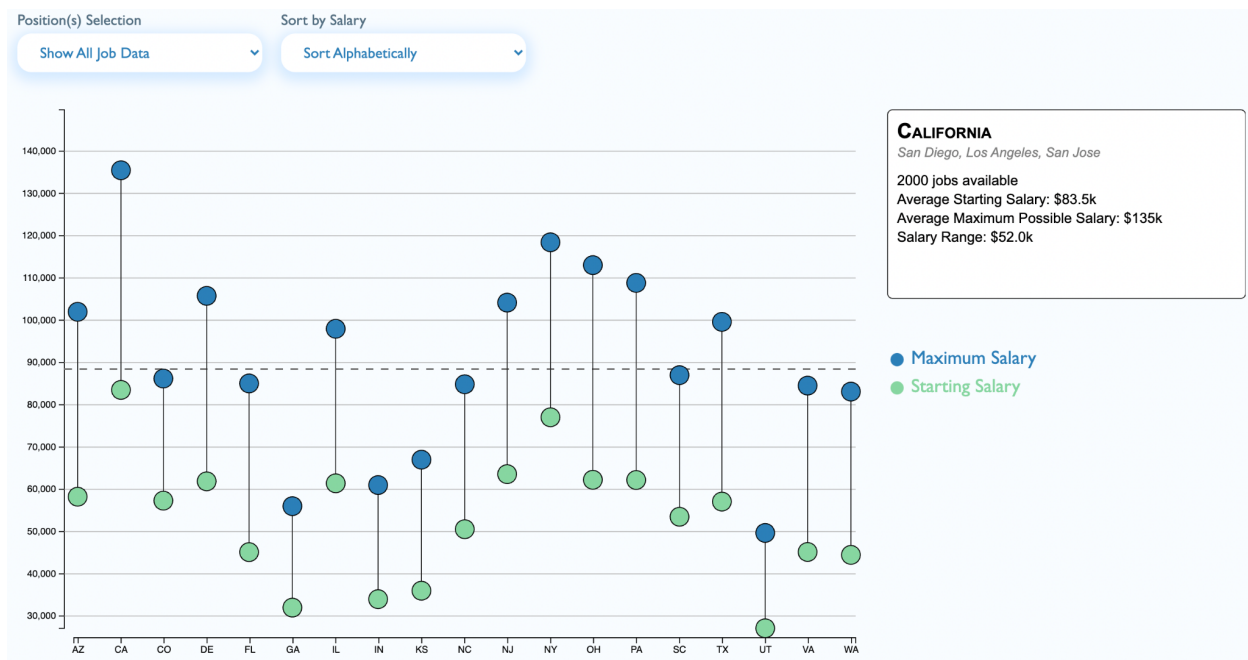 Position(s) Selection
Sort by Salary
Show All Job Data
Sort Alphabetically
140,000
130,000
120,000
110,000
100,000
90,000
80,000
70,000
60,000
50,000
40,000
30,000
AZ CA CO DE FL GA IL IN KS NC NJ NY OH PA SC TX UT VA WA
California
San Diego, Los Angeles, San Jose
2000 jobs available
Average Starting Salary: $83.5k
Average Maximum Possible Salary: $135k
Salary Range: $52.0k
Maximum Salary
Starting Salary